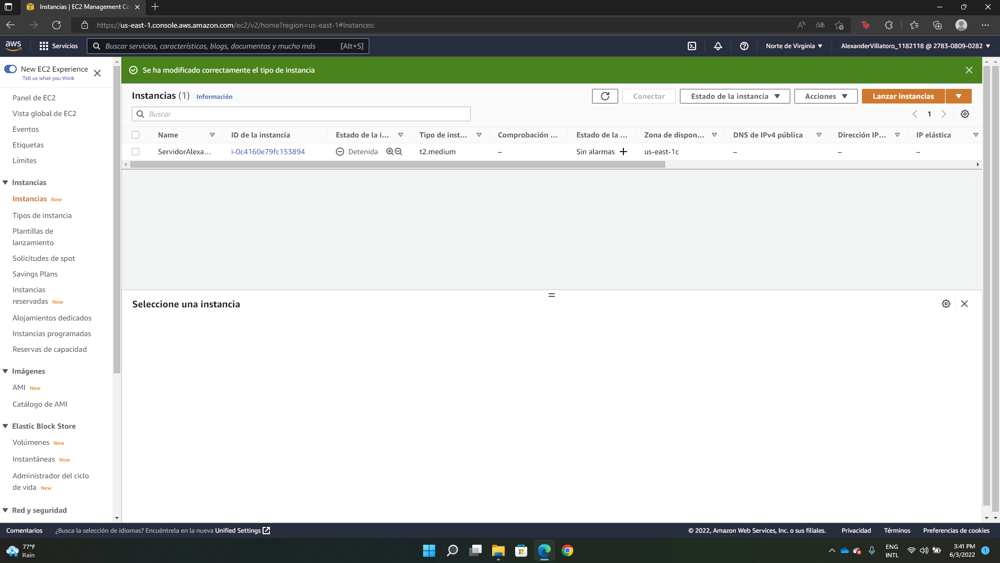 Instancias | EC2 Management Co
https://us-east-1.console.aws.amazon.com/ec2/v2/home?region=us-east-1#Instances:
aws
Servicios
Buscar servicios, características, blogs, documentos y mucho más
[Alt+S]
Norte de Virginia
AlexanderVillatoro_1182118 @ 2783-0809-0282
New EC2 Experience
Tell us what you think
Panel de EC2
Vista global de EC2
Eventos
Etiquetas
Límites
Instancias
Instancias New
Tipos de instancia
Plantillas de
lanzamiento
Solicitudes de spot
Savings Plans
Instancias
reservadas New
Alojamientos dedicados
Instancias programadas
Reservas de capacidad
Imágenes
AMI New
Catálogo de AMI
Elastic Block Store
Volúmenes New
Instantáneas New
Administrador del ciclo
de vida New
Red y seguridad
Se ha modificado correctamente el tipo de instancia
Instancias (1) Información
Conectar
Estado de la instancia
Acciones
Lanzar instancias
Buscar
1
Name ID de la instancia Estado de la i... Tipo de inst... Comprobación ... Estado de la ... Zona de dispon... DNS de IPv4 pública Dirección IP... IP elástica
ServidorAlexa... i-0c4160e79fc153894 Detenida t2.medium – Sin alarmas us-east-1c – – –
Seleccione una instancia
Comentarios ¿Busca la selección de idiomas? Encuéntrela en la nueva Unified Settings © 2022, Amazon Web Services, Inc. o sus filiales. Privacidad Términos Preferencias de cookies
77°F
Rain
ENG
INTL
3:41 PM
6/3/2022
1